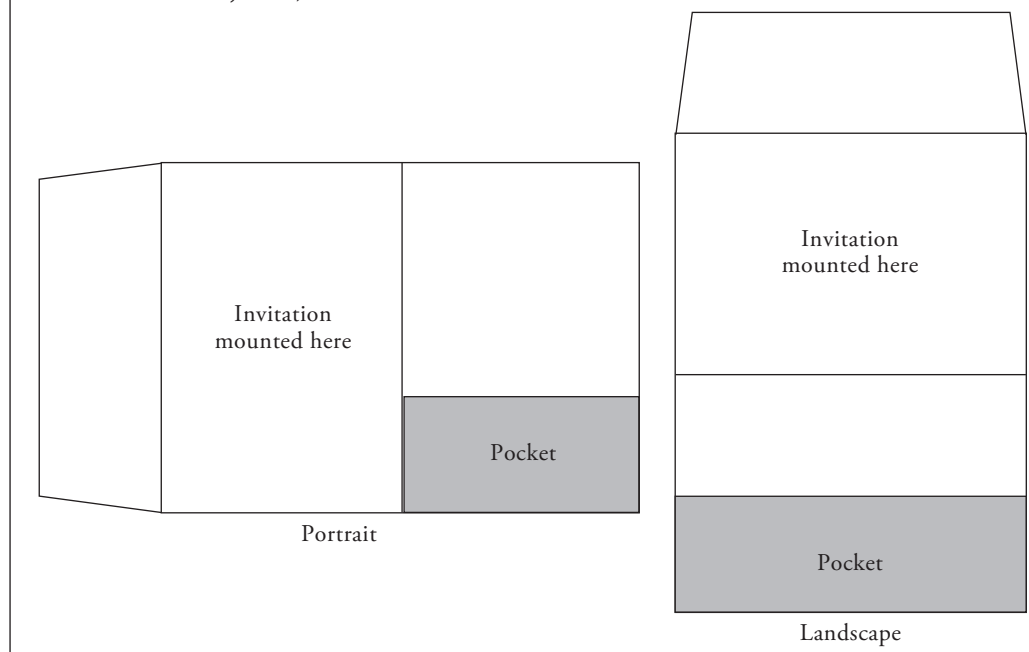 Invitation
mounted here
Pocket
Portrait
Invitation
mounted here
Pocket
Landscape